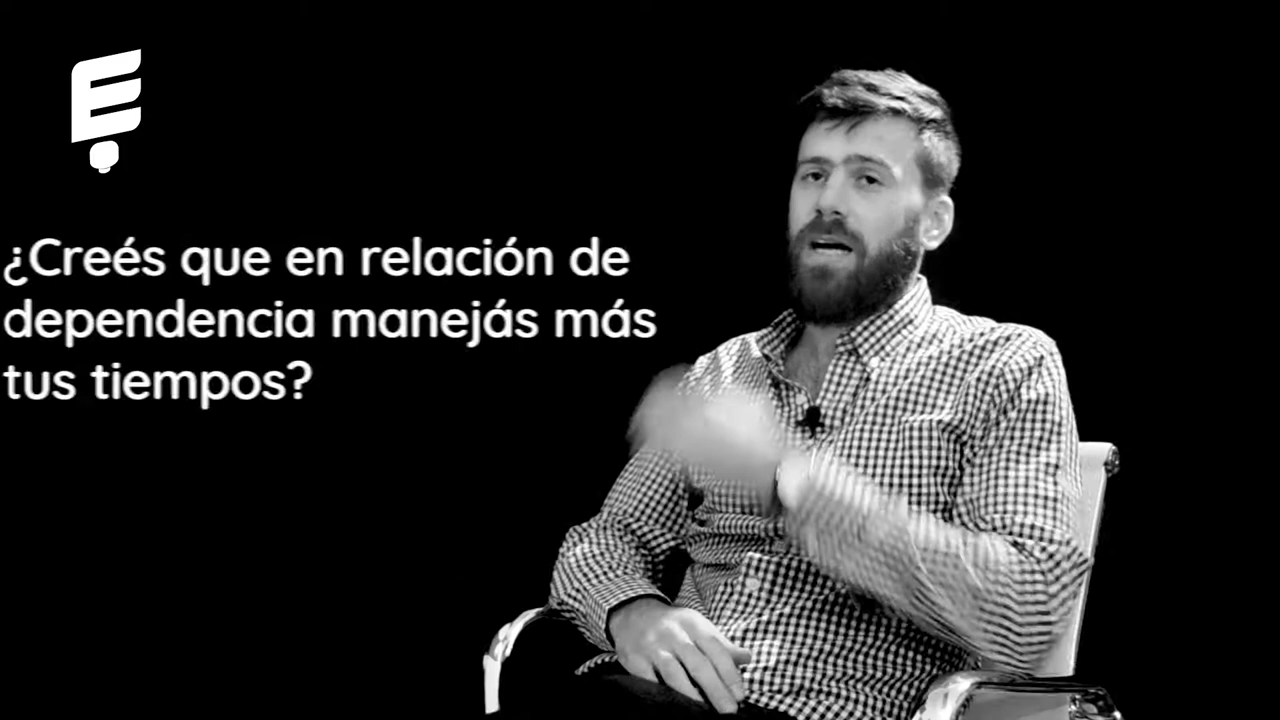 ¿Creés que en relación de
dependencia manejás más
tus tiempos?